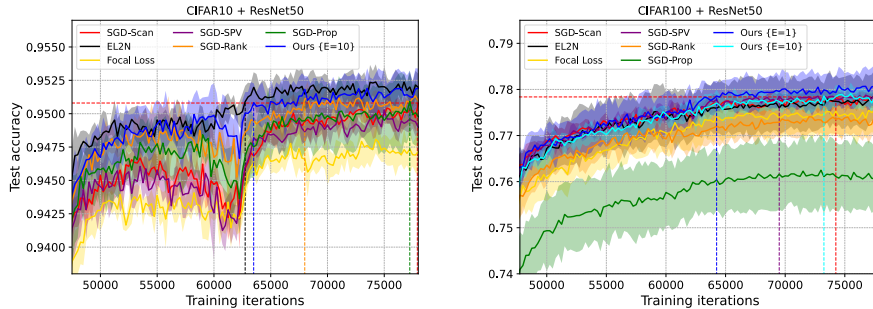 CIFAR10 + ResNet50
SGD-Scan
EL2N
Focal Loss
SGD-SPV
SGD-Rank
SGD-Prop
Ours {E=10}
Test accuracy
0.9550
0.9525
0.9500
0.9475
0.9450
0.9425
0.9400
50000 55000 60000 65000 70000 75000
Training iterations
CIFAR100 + ResNet50
SGD-Scan
EL2N
Focal Loss
SGD-SPV
SGD-Rank
SGD-Prop
Ours {E=1}
Ours {E=10}
Test accuracy
0.79
0.78
0.77
0.76
0.75
0.74
50000 55000 60000 65000 70000 75000
Training iterations